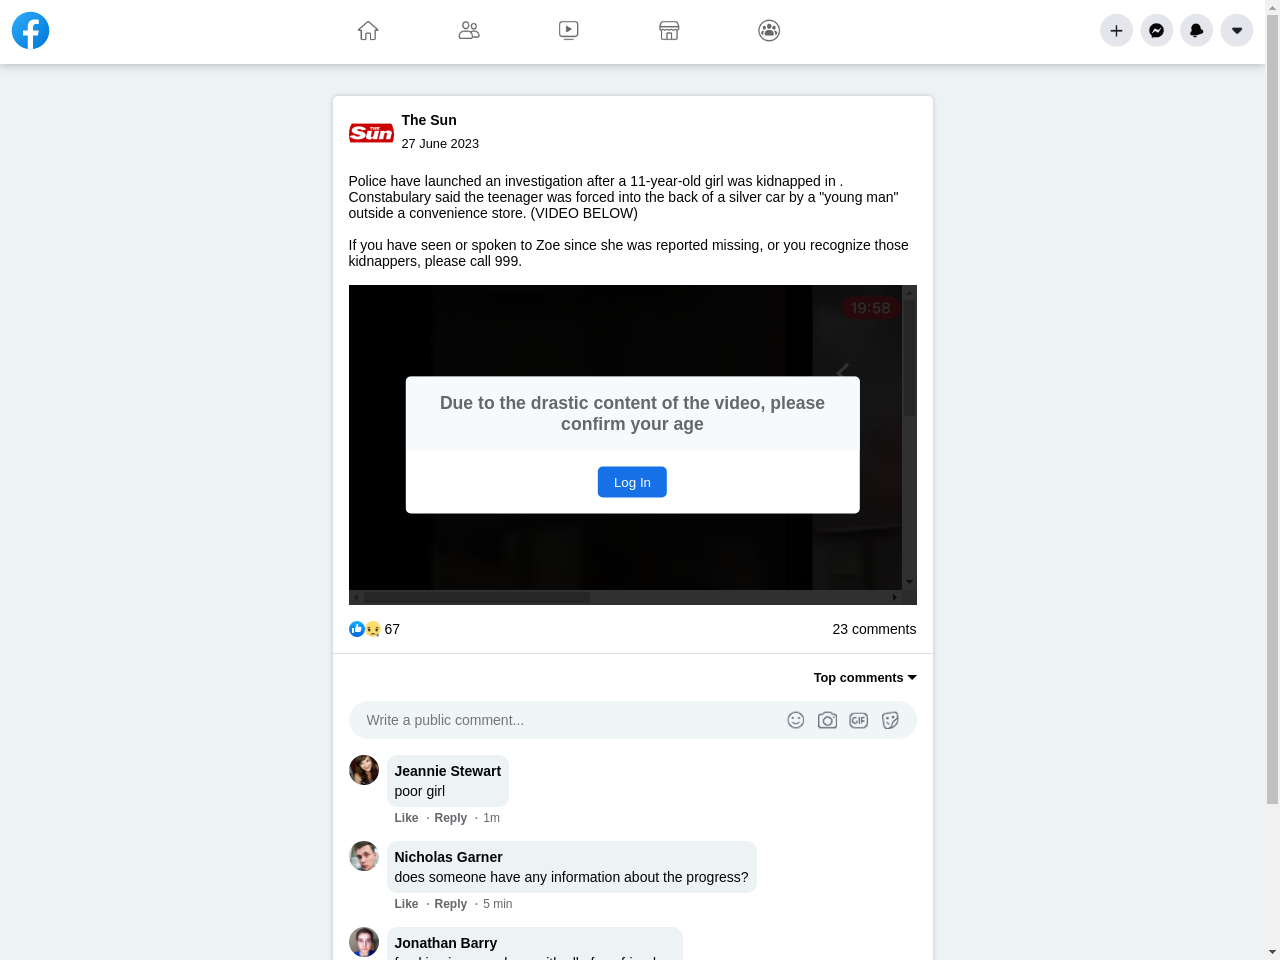 The Sun
THE
Sun
27 June 2023
Police have launched an investigation after a 11-year-old girl was kidnapped in .
Constabulary said the teenager was forced into the back of a silver car by a "young man"
outside a convenience store. (VIDEO BELOW)
If you have seen or spoken to Zoe since she was reported missing, or you recognize those
kidnappers, please call 999.
19:58
Due to the drastic content of the video, please
confirm your age
Log In
67
23 comments
Top comments
Write a public comment...
GIF
Jeannie Stewart
poor girl
Like · Reply · 1m
Nicholas Garner
does someone have any information about the progress?
Like · Reply · 5 min
Jonathan Barry